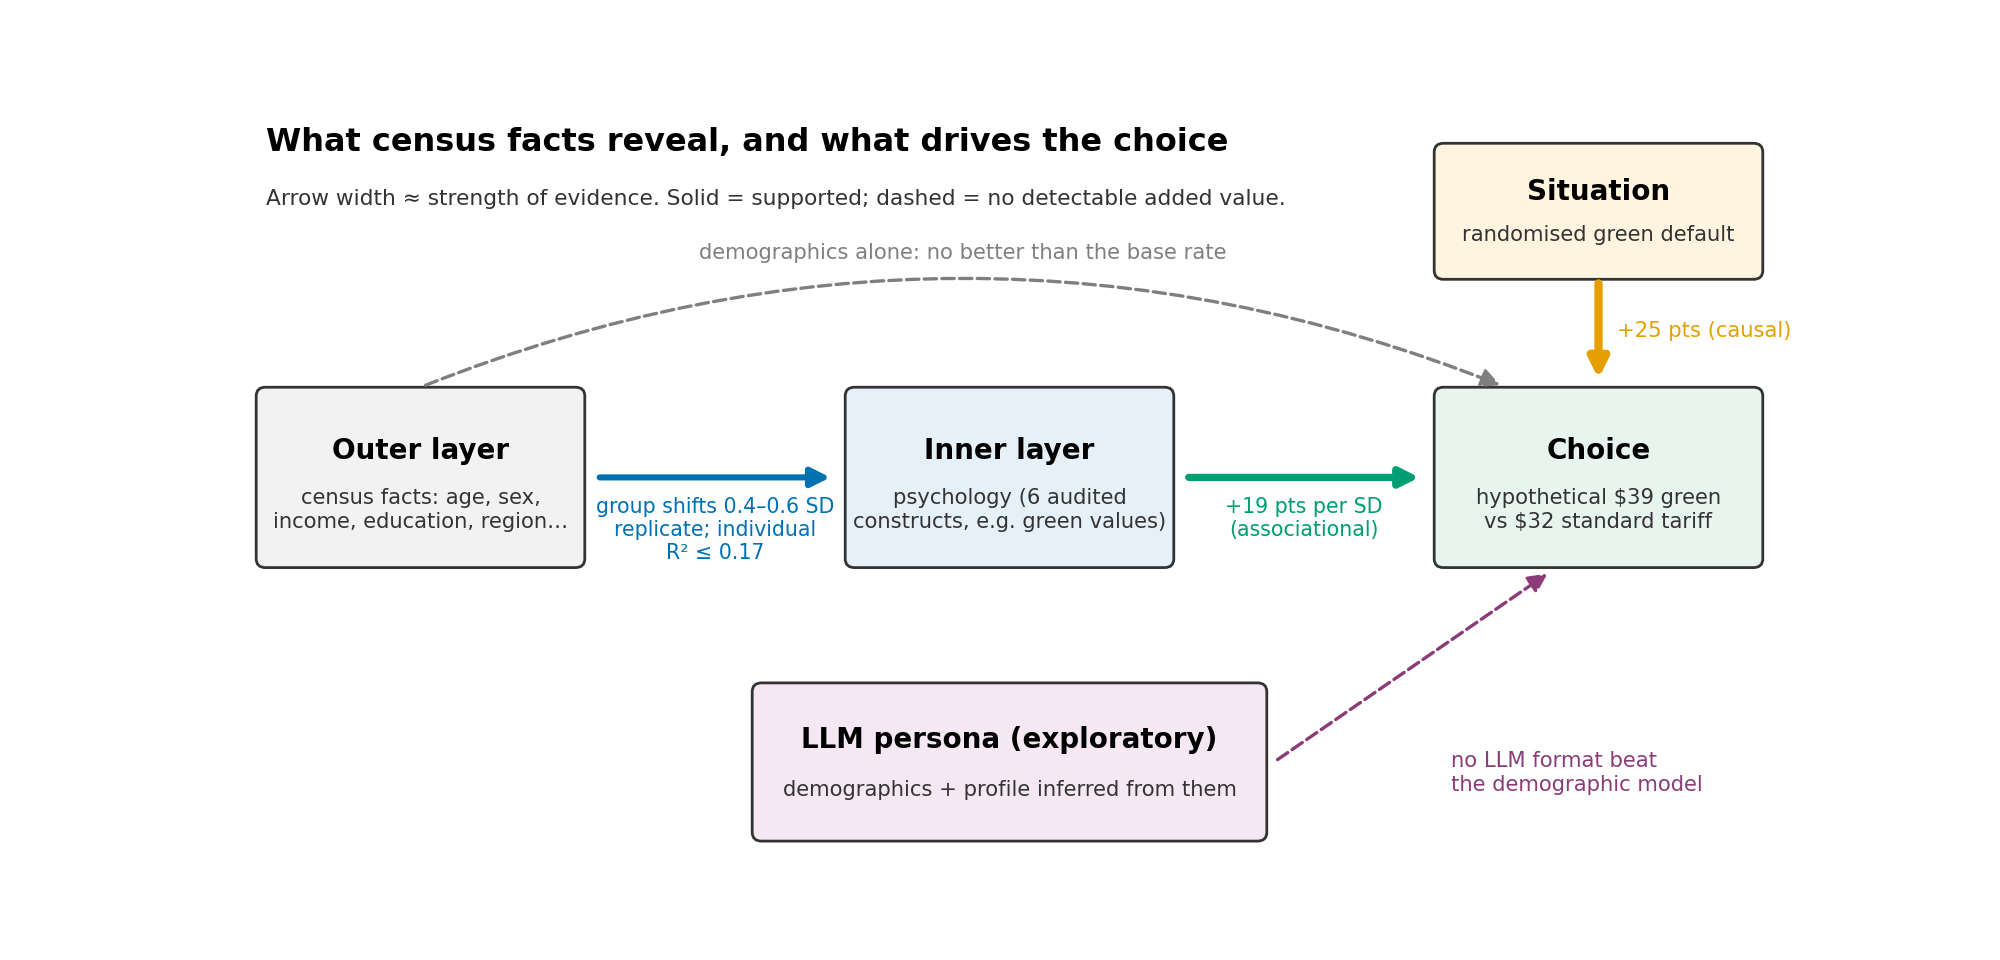 What census facts reveal, and what drives the choice
Arrow width ≈ strength of evidence. Solid = supported; dashed = no detectable added value.
Situation
randomised green default
demographics alone: no better than the base rate
+25 pts (causal)
Outer layer
census facts: age, sex,
income, education, region…
group shifts 0.4–0.6 SD
replicate; individual
R² ≤ 0.17
Inner layer
psychology (6 audited
constructs, e.g. green values)
+19 pts per SD
(associational)
Choice
hypothetical $39 green
vs $32 standard tariff
LLM persona (exploratory)
demographics + profile inferred from them
no LLM format beat
the demographic model